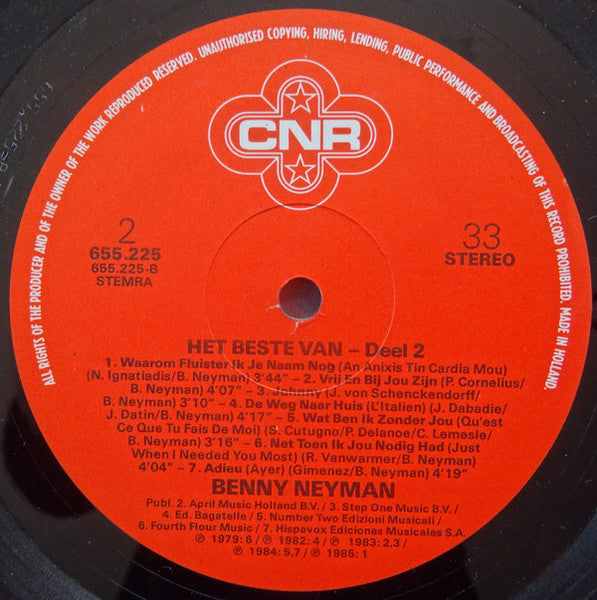 ALL RIGHTS OF THE PRODUCER AND OF THE OWNER OF THE WORK REPRODUCED RESERVED. UNAUTHORISED COPYING, HIRING, LENDING, PUBLIC PERFORMANCE AND BROADCASTING OF THIS RECORD PROHIBITED. MADE IN HOLLAND.
CNR
2
655.225
655.225-B
STEMRA
33
STEREO
HET BESTE VAN – Deel 2
1. Waarom Fluister Ik Je Naam Nog (An Anixis Tin Cardia Mou)
(N. Ignatiadis/B. Neyman) 3'44" – 2. Vrij En Bij Jou Zijn (P. Cornelius/
B. Neyman) 4'07" – 3. Johnny (J. von Schenckendorff/
B. Neyman) 3'10" – 4. De Weg Naar Huis (L'Italien) (J. Dabadie/
J. Datin/B. Neyman) 4'17" – 5. Wat Ben Ik Zonder Jou (Qu'est
Ce Que Tu Fais De Moi) (S. Cutugno/P. Delanoe/C. Lemesle/
B. Neyman) 3'16" – 6. Net Toen Ik Jou Nodig Had (Just
When I Needed You Most) (R. Vanwarmer/B. Neyman)
4'04" – 7. Adieu (Ayer) (Gimenez/B. Neyman) 4'19"
BENNY NEYMAN
Publ. 2. April Music Holland B.V. / 3. Step One Music B.V. /
4. Ed. Bagatelle / 5. Number Two Edizioni Musicali /
6. Fourth Flour Music / 7. Hispavox Ediciones Musicales S.A.
℗ 1979: 6 / ℗ 1982: 4 / ℗ 1983: 2,3 /
℗ 1984: 5,7 / ℗ 1985: 1